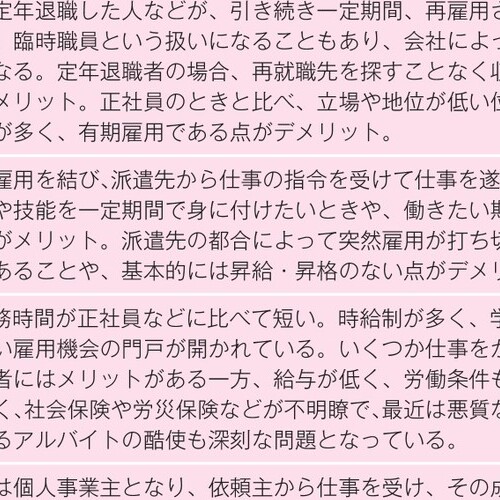 定年退職した人などが、引き続き一定期間、再雇用
臨時職員という扱いになることもあり、会社によっ
なる。定年退職者の場合、再就職先を探すことなく収
メリット。正社員のときと比べ、立場や地位が低い位
が多く、有期雇用である点がデメリット。
雇用を結び、派遣先から仕事の指令を受けて仕事を遂
や技能を一定期間で身に付けたいときや、働きたい期
がメリット。派遣先の都合によって突然雇用が打ち切
あることや、基本的には昇給・昇格のない点がデメリ
務時間が正社員などに比べて短い。時給制が多く、学
い雇用機会の門戸が開かれている。いくつか仕事をか
者にはメリットがある一方、給与が低く、労働条件も
く、社会保険や労災保険などが不明瞭で、最近は悪質な
るアルバイトの酷使も深刻な問題となっている。
は個人事業主となり、依頼主から仕事を受け、その成